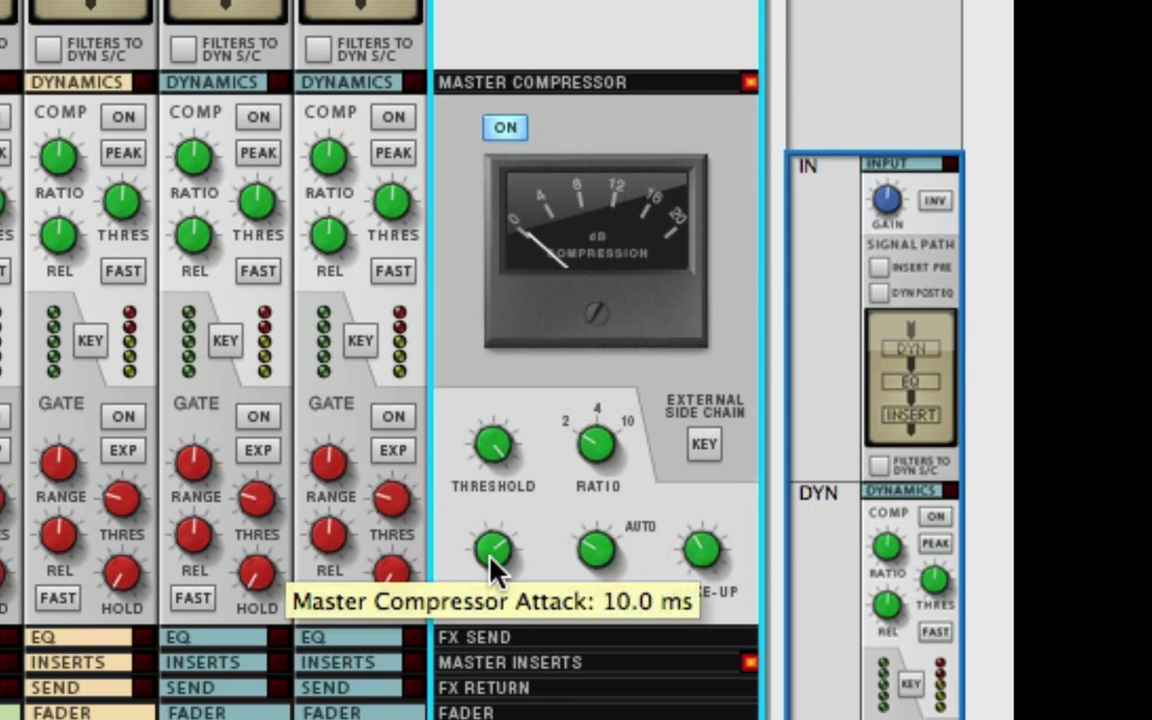 FILTERS TO
DYN S/C
FILTERS TO
DYN S/C
FILTERS TO
DYN S/C
DYNAMICS
DYNAMICS
DYNAMICS
COMP
ON
PEAK
RATIO
THRES
REL
FAST
KEY
GATE
ON
EXP
RANGE
THRES
REL
FAST
HOLD
COMP
ON
PEAK
RATIO
THRES
REL
FAST
KEY
GATE
ON
EXP
RANGE
THRES
REL
FAST
HOLD
COMP
ON
PEAK
RATIO
THRES
REL
FAST
KEY
GATE
ON
EXP
RANGE
THRES
REL
EQ
INSERTS
SEND
FADER
EQ
INSERTS
SEND
FADER
EQ
INSERTS
SEND
FADER
MASTER COMPRESSOR
ON
0 4 8 12 16 20
dB
COMPRESSION
EXTERNAL
SIDE CHAIN
KEY
2 4 10
THRESHOLD RATIO
AUTO
KE-UP
Master Compressor Attack: 10.0 ms
FX SEND
MASTER INSERTS
FX RETURN
FADER
IN
INPUT
INV
GAIN
SIGNAL PATH
INSERT PRE
DYN POST EQ
DYN
EQ
INSERT
FILTERS TO
DYN S/C
DYN
DYNAMICS
COMP
ON
PEAK
RATIO
THRES
REL
FAST
KEY